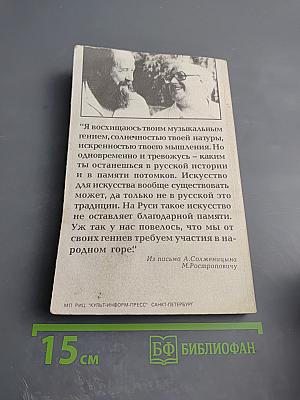 "Я восхищаюсь твоим музыкальным
гением, солнечностью твоей натуры,
искренностью твоего мышления. Но
одновременно и тревожусь – каким
ты останешься в русской истории
и в памяти потомков. Искусство
для искусства вообще существовать
может, да только не в русской это
традиции. На Руси такое искусство
не оставляет благодарной памяти.
Уж так у нас повелось, что мы от
своих гениев требуем участия в на-
родном горе".
Из письма А.Солженицына
М.Ростроповичу
МП РИЦ "КУЛЬТ-ИНФОРМ-ПРЕСС" САНКТ-ПЕТЕРБУРГ
15 см
БФ БИБЛИОФАН